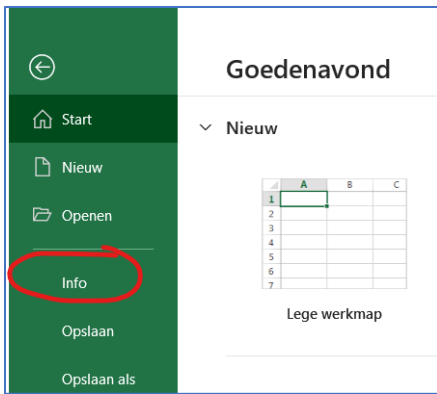 Goedenavond
Start
Nieuw
Nieuw
Openen
A B C
1
2
3
4
5
6
7
Lege werkmap
Info
Opslaan
Opslaan als